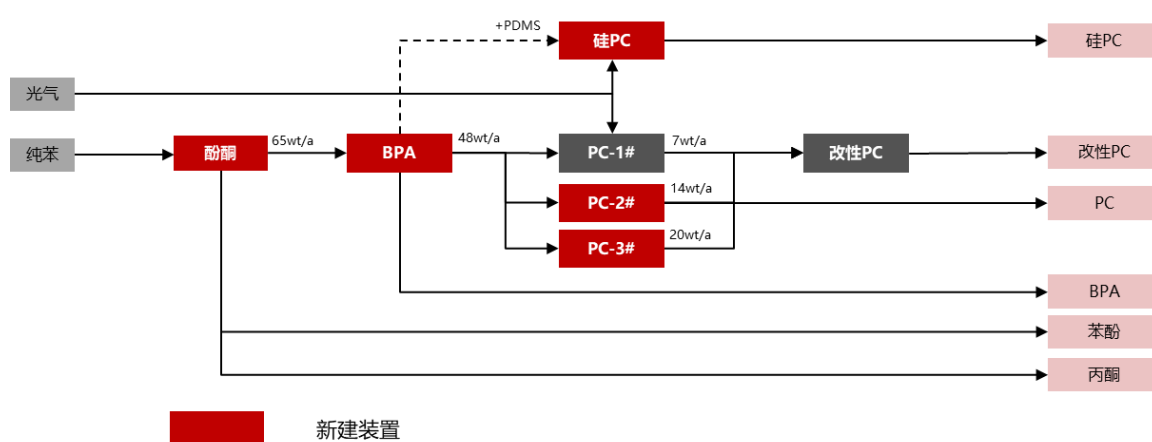 +PDMS
硅PC
硅PC
光气
纯苯
酚酮
65wt/a
BPA
48wt/a
PC-1#
7wt/a
改性PC
改性PC
PC-2#
14wt/a
PC
PC-3#
20wt/a
BPA
苯酚
丙酮
新建装置